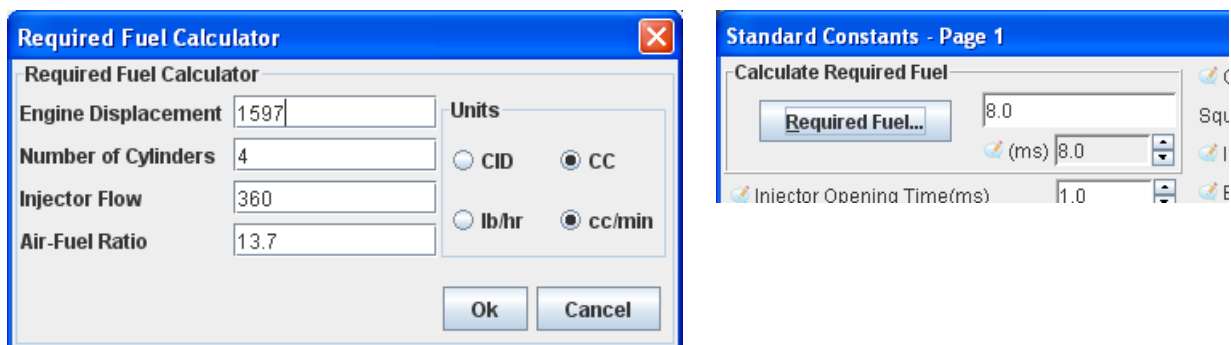 Required Fuel Calculator
Required Fuel Calculator
Engine Displacement 1597
Number of Cylinders 4
Injector Flow 360
Air-Fuel Ratio 13.7
Units
CID CC
lb/hr cc/min
Ok Cancel
Standard Constants - Page 1
Calculate Required Fuel
Required Fuel... 8.0
(ms) 8.0
Injector Opening Time(ms) 1.0
Squ